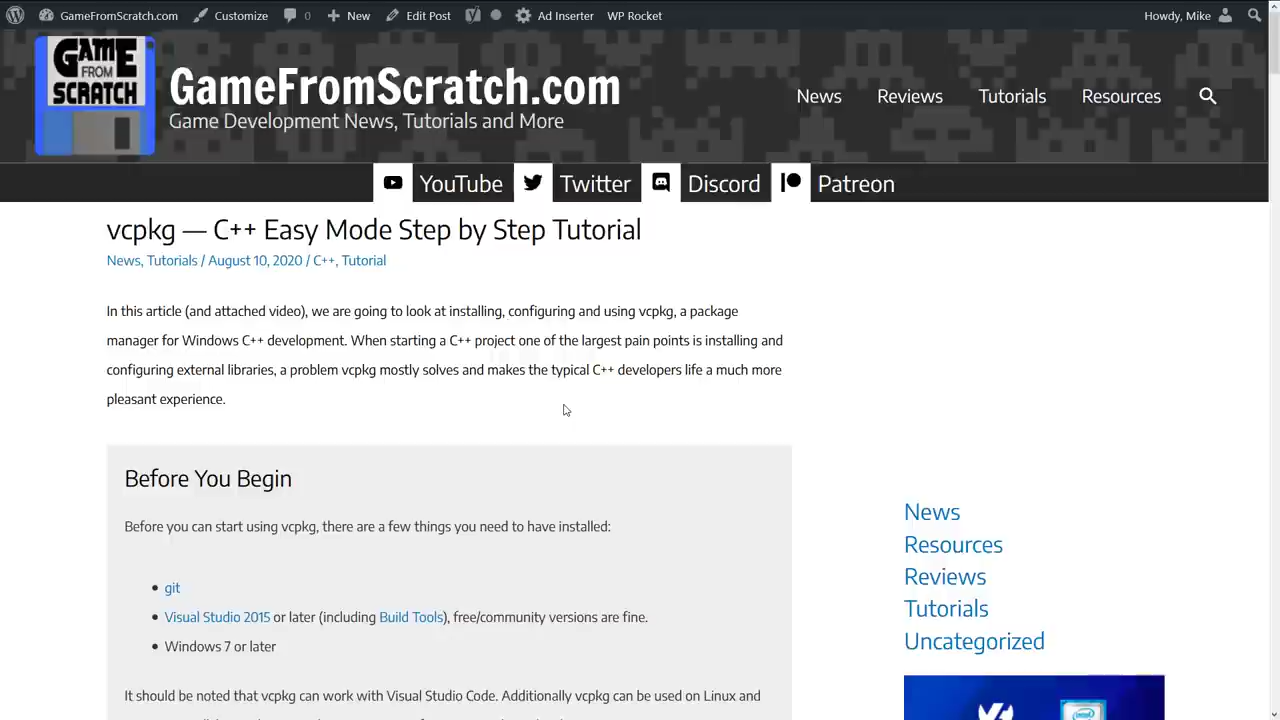 GameFromScratch.com Customize 0 New Edit Post Ad Inserter WP Rocket Howdy, Mike
GAME
FROM
SCRATCH
GameFromScratch.com
Game Development News, Tutorials and More
News Reviews Tutorials Resources
YouTube Twitter Discord Patreon
vcpkg — C++ Easy Mode Step by Step Tutorial
News, Tutorials / August 10, 2020 / C++, Tutorial
In this article (and attached video), we are going to look at installing, configuring and using vcpkg, a package
manager for Windows C++ development. When starting a C++ project one of the largest pain points is installing and
configuring external libraries, a problem vcpkg mostly solves and makes the typical C++ developers life a much more
pleasant experience.
Before You Begin
Before you can start using vcpkg, there are a few things you need to have installed:
• git
• Visual Studio 2015 or later (including Build Tools), free/community versions are fine.
• Windows 7 or later
It should be noted that vcpkg can work with Visual Studio Code. Additionally vcpkg can be used on Linux and
News
Resources
Reviews
Tutorials
Uncategorized